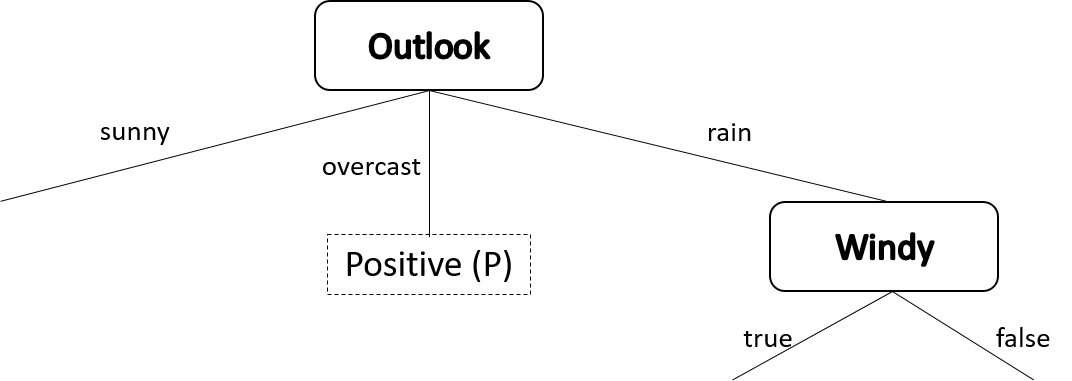 Outlook
sunny
rain
overcast
Positive (P)
Windy
true
false